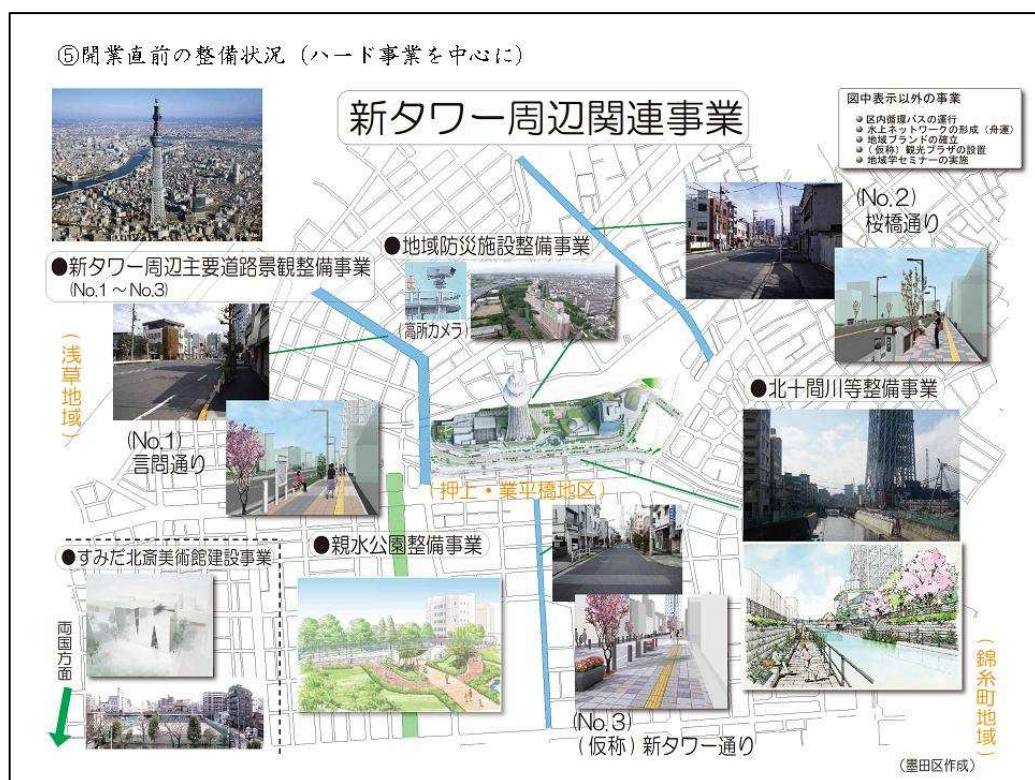 ⑤開業直前の整備状況（ハード事業を中心に）
新タワー周辺関連事業
図中表示以外の事業
● 区内循環バスの運行
● 水上ネットワークの形成（舟運）
● 地域ブランドの確立
● （仮称）観光プラザの設置
● 地域学セミナーの実施
●新タワー周辺主要道路景観整備事業
(No.1～No.3)
●地域防災施設整備事業
（高所カメラ）
(No.2)
桜橋通り
（浅草地域）
(No.1)
言問通り
●北十間川等整備事業
（押上・業平橋地区）
●すみだ北斎美術館建設事業
両国方面
●親水公園整備事業
(No.3)
（仮称）新タワー通り
（錦糸町地域）
（墨田区作成）